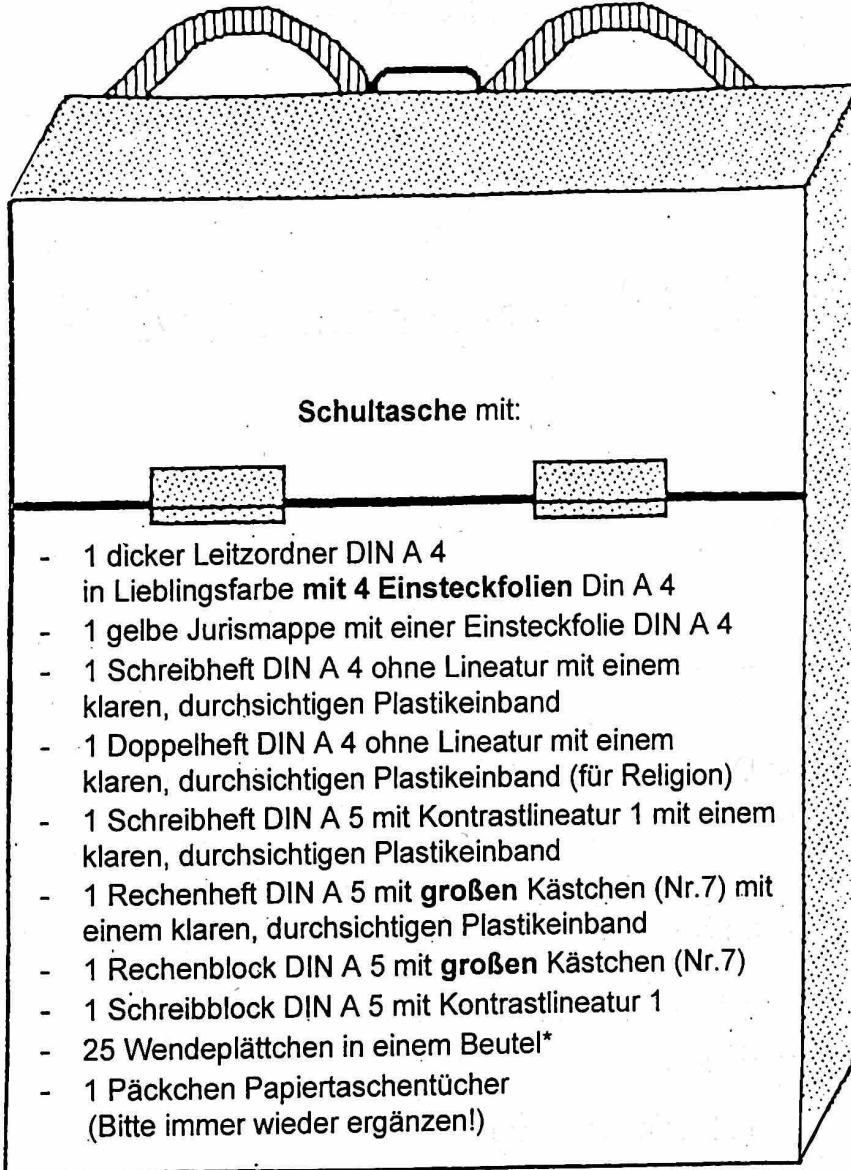 Schultasche mit:
- 1 dicker Leitzordner DIN A 4
in Lieblingsfarbe mit 4 Einsteckfolien Din A 4
- 1 gelbe Jurismappe mit einer Einsteckfolie DIN A 4
- 1 Schreibheft DIN A 4 ohne Lineatur mit einem
klaren, durchsichtigen Plastikeinband
- 1 Doppelheft DIN A 4 ohne Lineatur mit einem
klaren, durchsichtigen Plastikeinband (für Religion)
- 1 Schreibheft DIN A 5 mit Kontrastlineatur 1 mit einem
klaren, durchsichtigen Plastikeinband
- 1 Rechenheft DIN A 5 mit großen Kästchen (Nr.7) mit
einem klaren, durchsichtigen Plastikeinband
- 1 Rechenblock DIN A 5 mit großen Kästchen (Nr.7)
- 1 Schreibblock DIN A 5 mit Kontrastlineatur 1
- 25 Wendeplättchen in einem Beutel*
- 1 Päckchen Papiertaschentücher
(Bitte immer wieder ergänzen!)